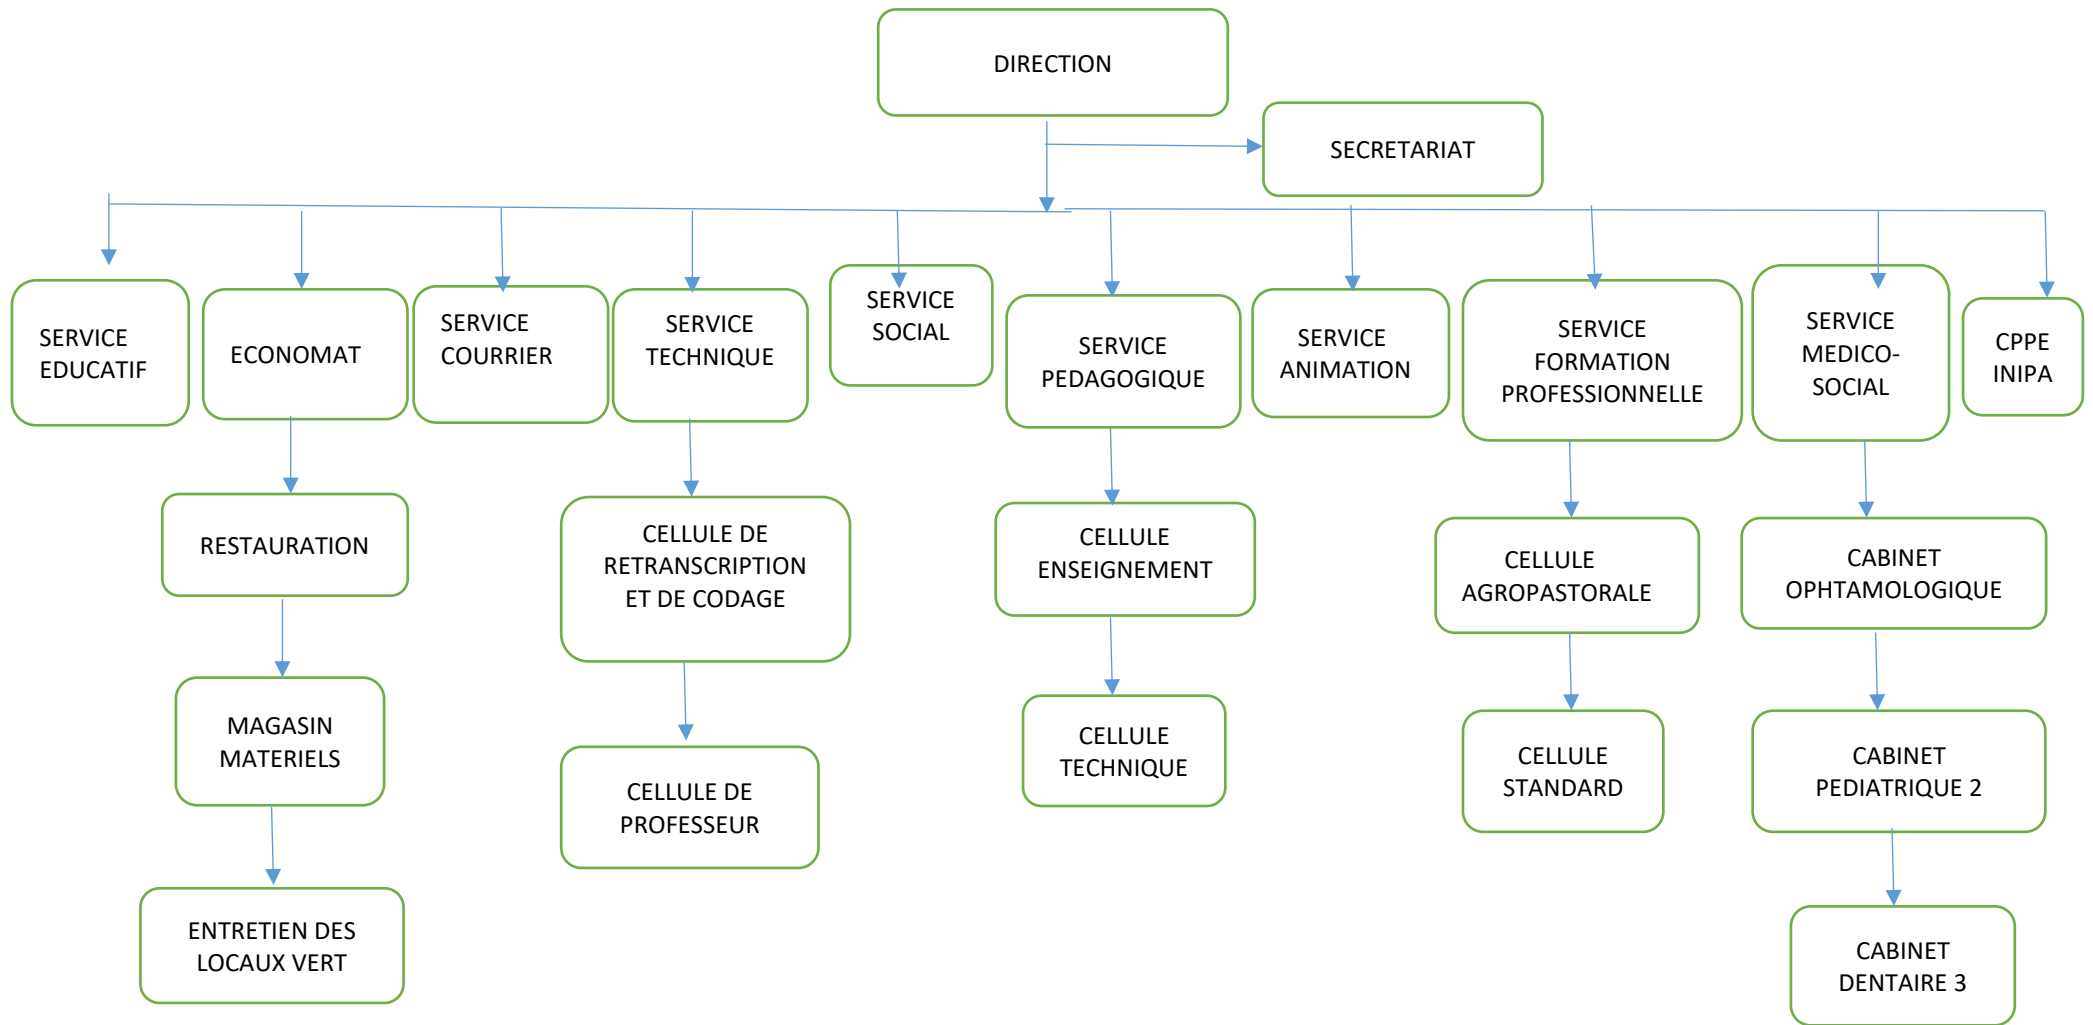 DIRECTION
SECRETARIAT
SERVICE
EDUCATIF
ECONOMAT
SERVICE
COURRIER
SERVICE
TECHNIQUE
SERVICE
SOCIAL
SERVICE
PEDAGOGIQUE
SERVICE
ANIMATION
SERVICE
FORMATION
PROFESSIONNELLE
SERVICE
MEDICO-
SOCIAL
CPPE
INIPA
RESTAURATION
CELLULE DE
RETRANSCRIPTION
ET DE CODAGE
CELLULE
ENSEIGNEMENT
CELLULE
AGROPASTORALE
CABINET
OPHTAMOLOGIQUE
MAGASIN
MATERIELS
CELLULE DE
PROFESSEUR
CELLULE
TECHNIQUE
CELLULE
STANDARD
CABINET
PEDIATRIQUE 2
ENTRETIEN DES
LOCAUX VERT
CABINET
DENTAIRE 3